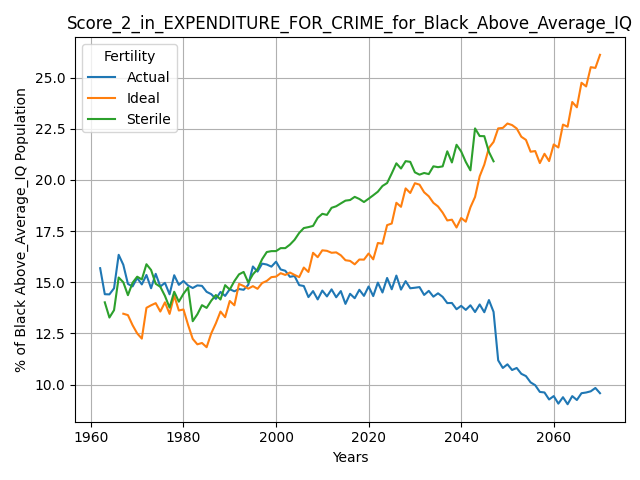 Score_2_in_EXPENDITURE_FOR_CRIME_for_Black_Above_Average_IQ
Fertility
Actual
Ideal
Sterile
% of Black Above_Average_IQ Population
25.0
22.5
20.0
17.5
15.0
12.5
10.0
1960
1980
2000
2020
2040
2060
Years